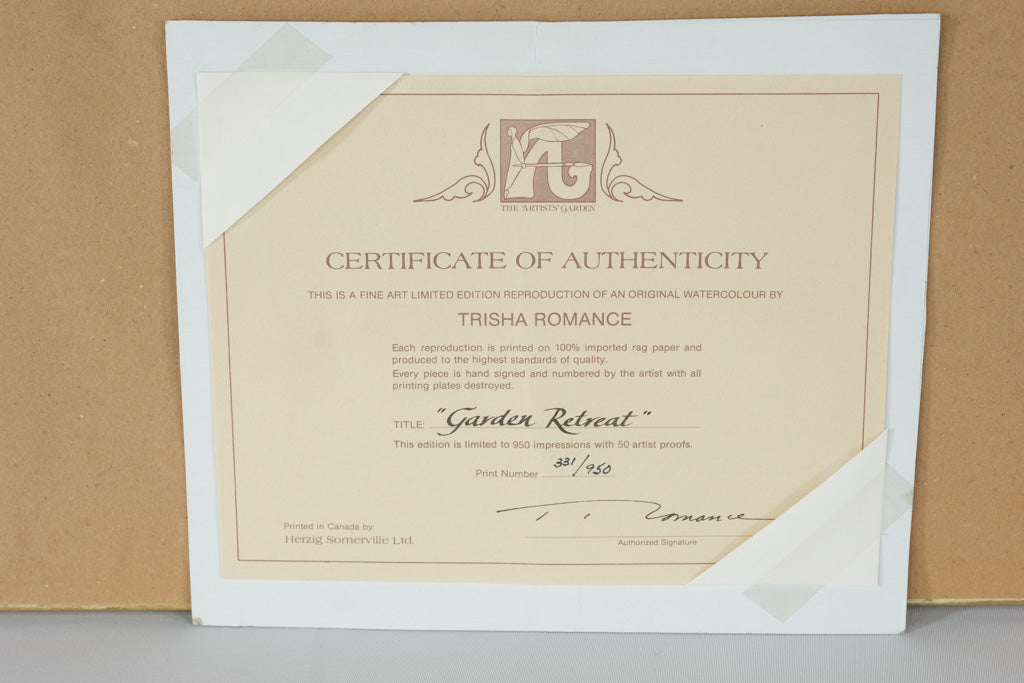 THE ARTISTS' GARDEN
CERTIFICATE OF AUTHENTICITY
THIS IS A FINE ART LIMITED EDITION REPRODUCTION OF AN ORIGINAL WATERCOLOUR BY
TRISHA ROMANCE
Each reproduction is printed on 100% imported rag paper and
produced to the highest standards of quality.
Every piece is hand signed and numbered by the artist with all
printing plates destroyed.
TITLE: "Garden Retreat"
This edition is limited to 950 impressions with 50 artist proofs.
Print Number 331/950
T. Romance
Authorized Signature
Printed in Canada by
Herzig Somerville Ltd.